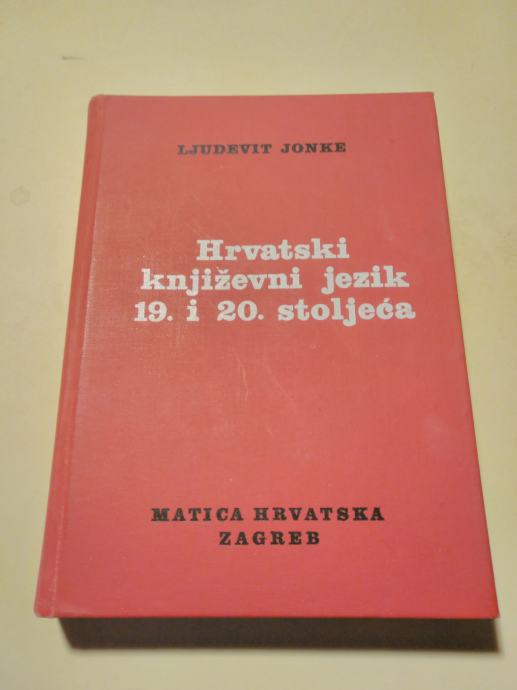 LJUDEVIT JONKE
Hrvatski
književni jezik
19. i 20. stoljeća
MATICA HRVATSKA
ZAGREB